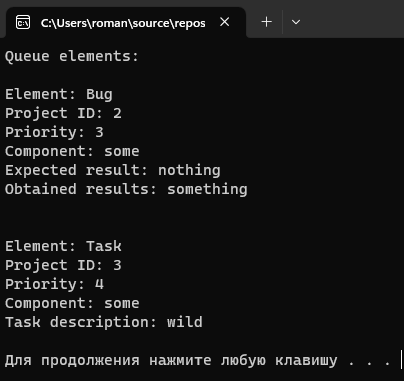 C:\Users\roman\source\repos
Queue elements:
Element: Bug
Project ID: 2
Priority: 3
Component: some
Expected result: nothing
Obtained results: something
Element: Task
Project ID: 3
Priority: 4
Component: some
Task description: wild
Для продолжения нажмите любую клавишу . . .